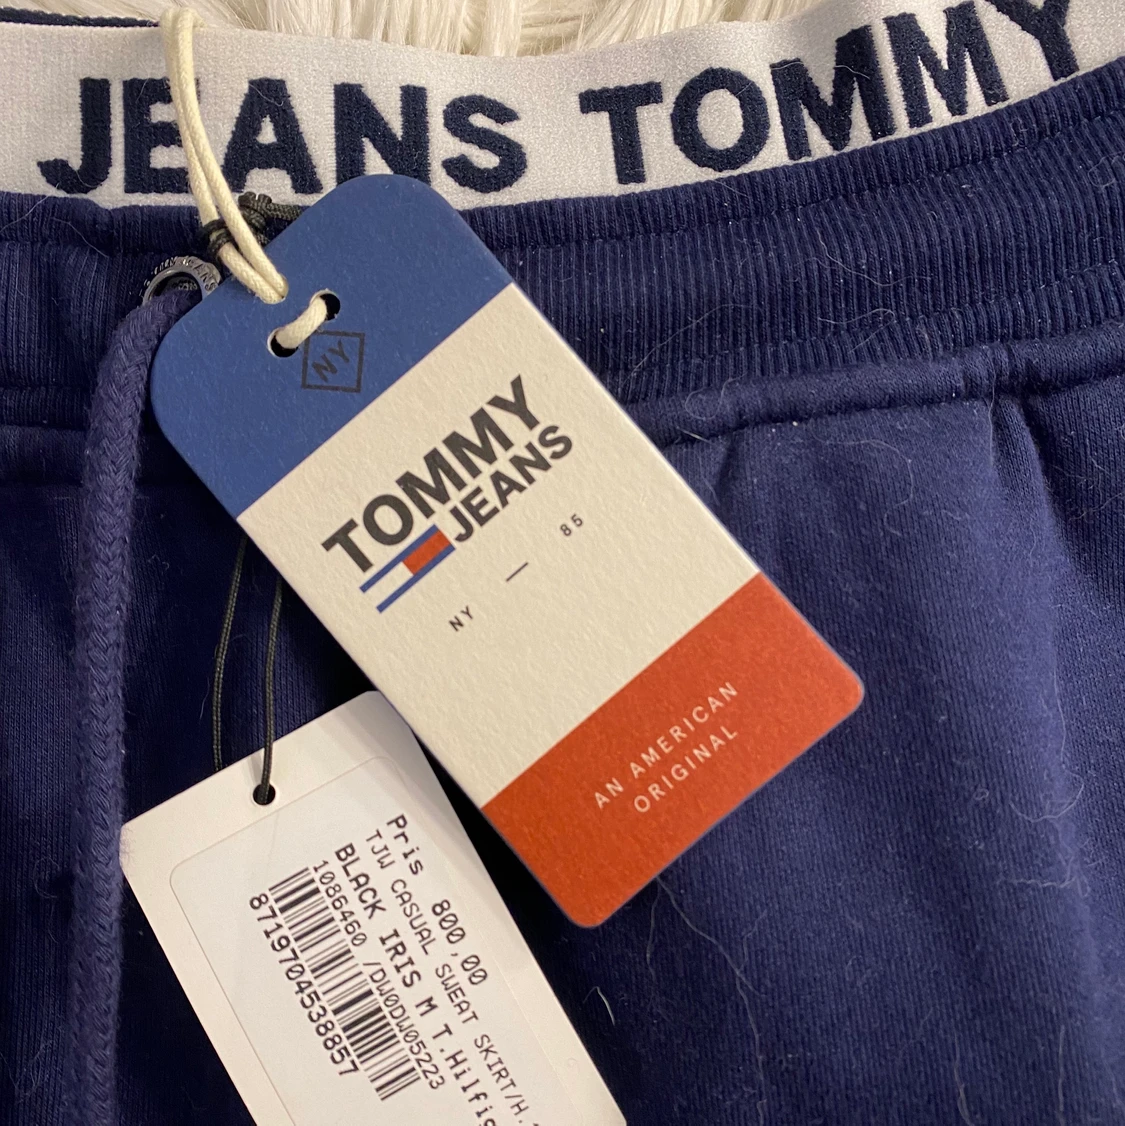 JEANS TOMMY
NY
TOMMY
JEANS
NY — 85
AN AMERICAN
ORIGINAL
Pris 800,00
TJW CASUAL SWEAT SKIRT/H.
BLACK IRIS M T.Hilfig
1086460 /DW0DW05223
8719704538857